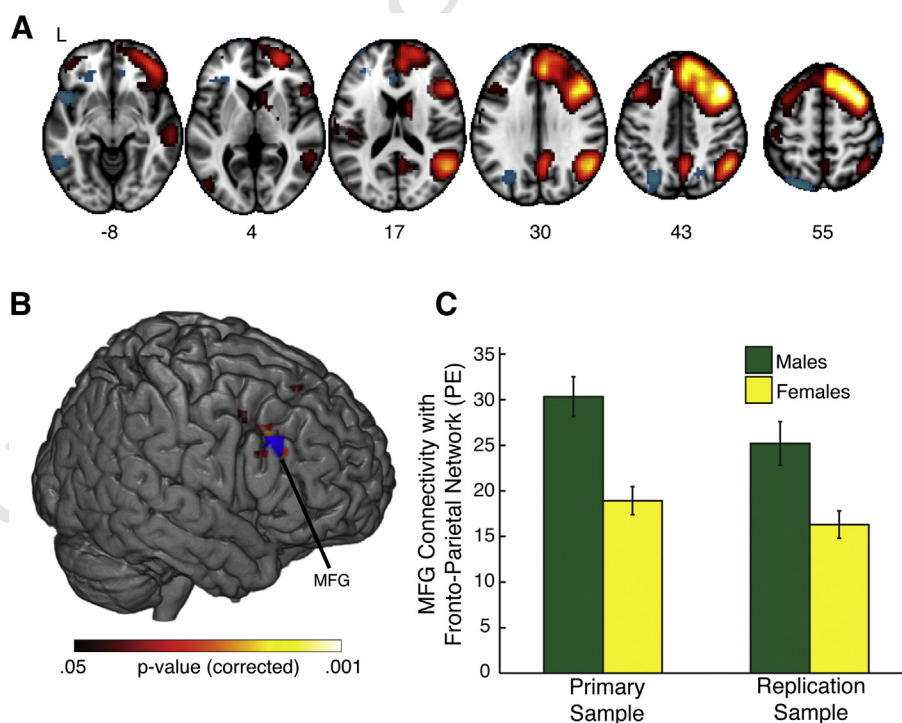 A
L
-8 4 17 30 43 55
B
MFG
.05 p-value (corrected) .001
C
MFG Connectivity with
Fronto-Parietal Network (PE)
35
30
25
20
15
10
5
0
Males
Females
Primary
Sample
Replication
Sample